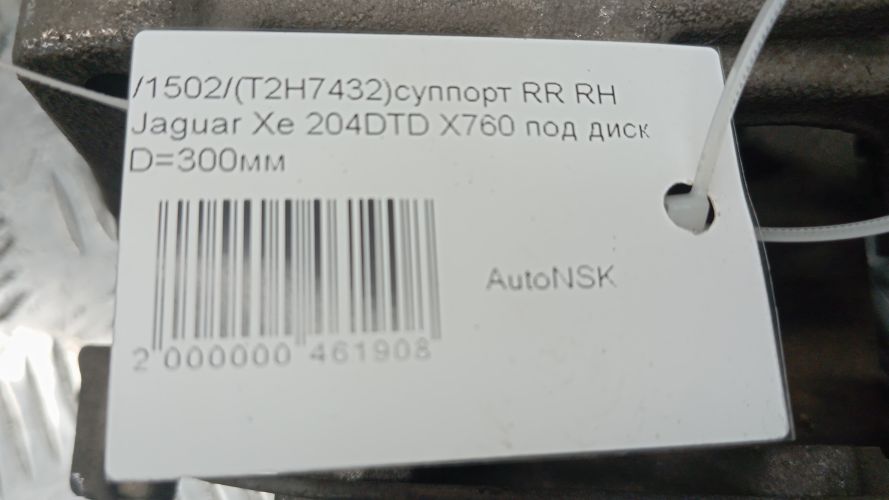 /1502/(T2H7432)суппорт RR RH
Jaguar Xe 204DTD X760 под диск
D=300мм
AutoNSK
2 000000 461908